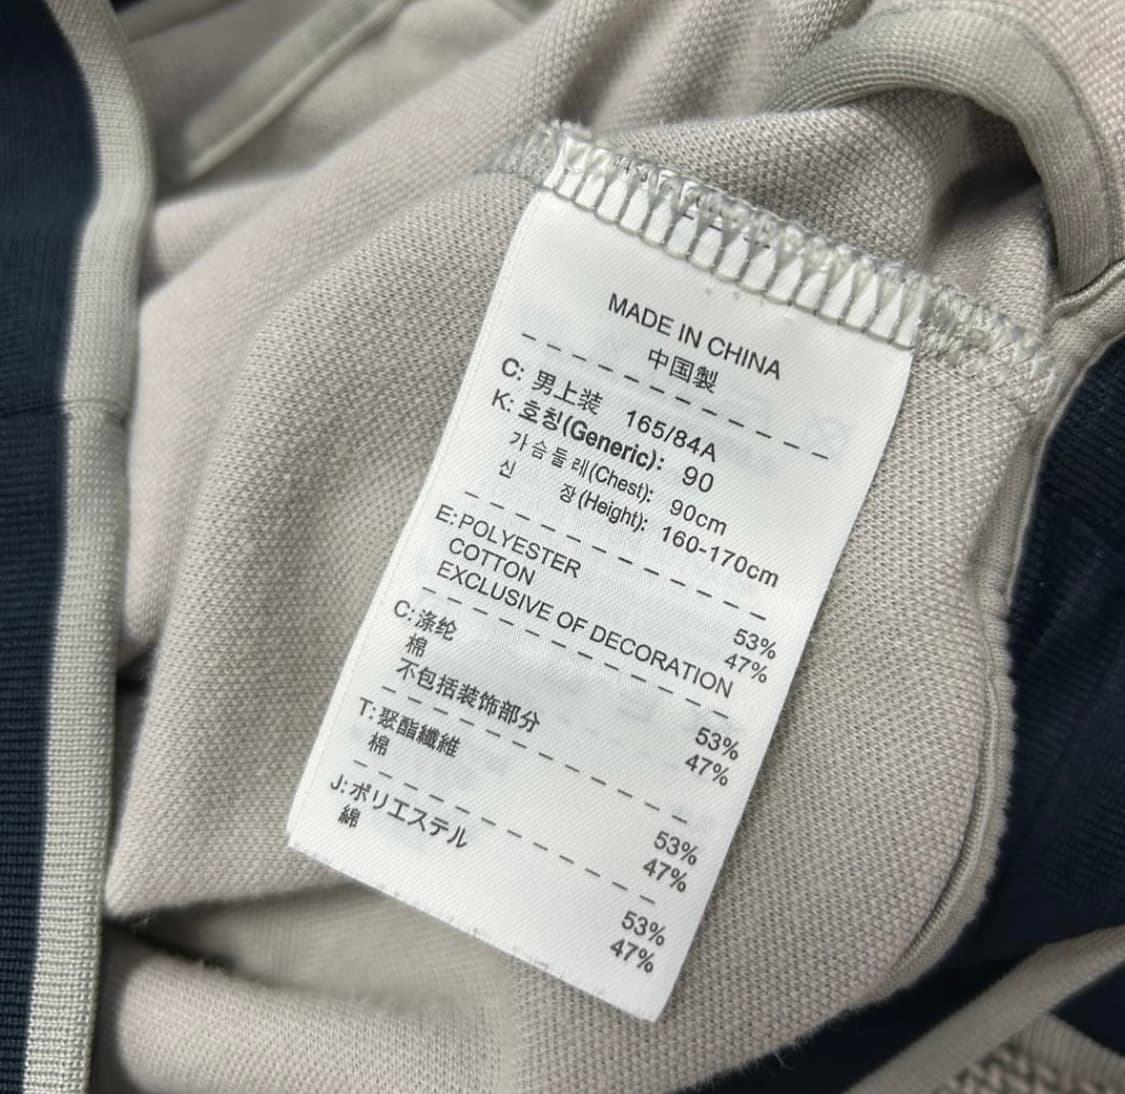 MADE IN CHINA
中国製
C: 男上装 165/84A
K: 호칭(Generic): 90
가슴둘레(Chest): 90cm
신 장(Height): 160-170cm
E: POLYESTER 53%
COTTON 47%
EXCLUSIVE OF DECORATION
C: 涤纶 53%
棉 47%
不包括装饰部分
T: 聚酯纖維 53%
棉 47%
J: ポリエステル 53%
綿 47%